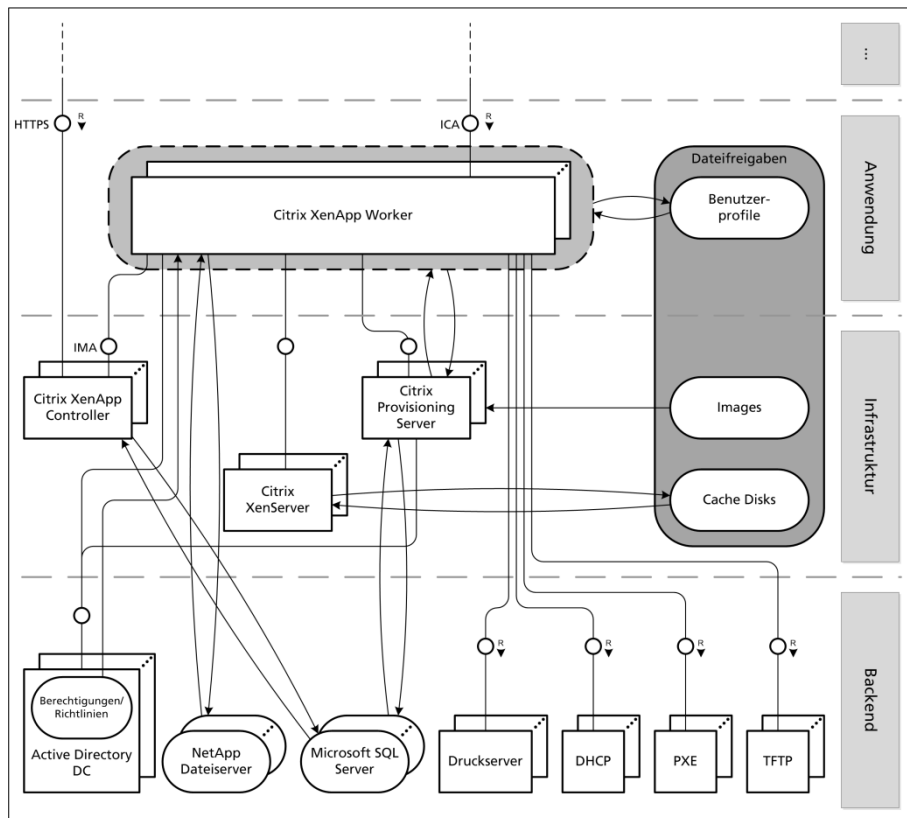 ...
HTTPS
R
ICA
R
Anwendung
Dateifreigaben
Citrix XenApp Worker
Benutzer-
profile
IMA
Citrix XenApp
Controller
Citrix
Provisioning
Server
Images
Infrastruktur
Citrix
XenServer
Cache Disks
R
R
R
R
Backend
Berechtigungen/
Richtlinien
Active Directory
DC
NetApp
Dateiserver
Microsoft SQL
Server
Druckserver
DHCP
PXE
TFTP